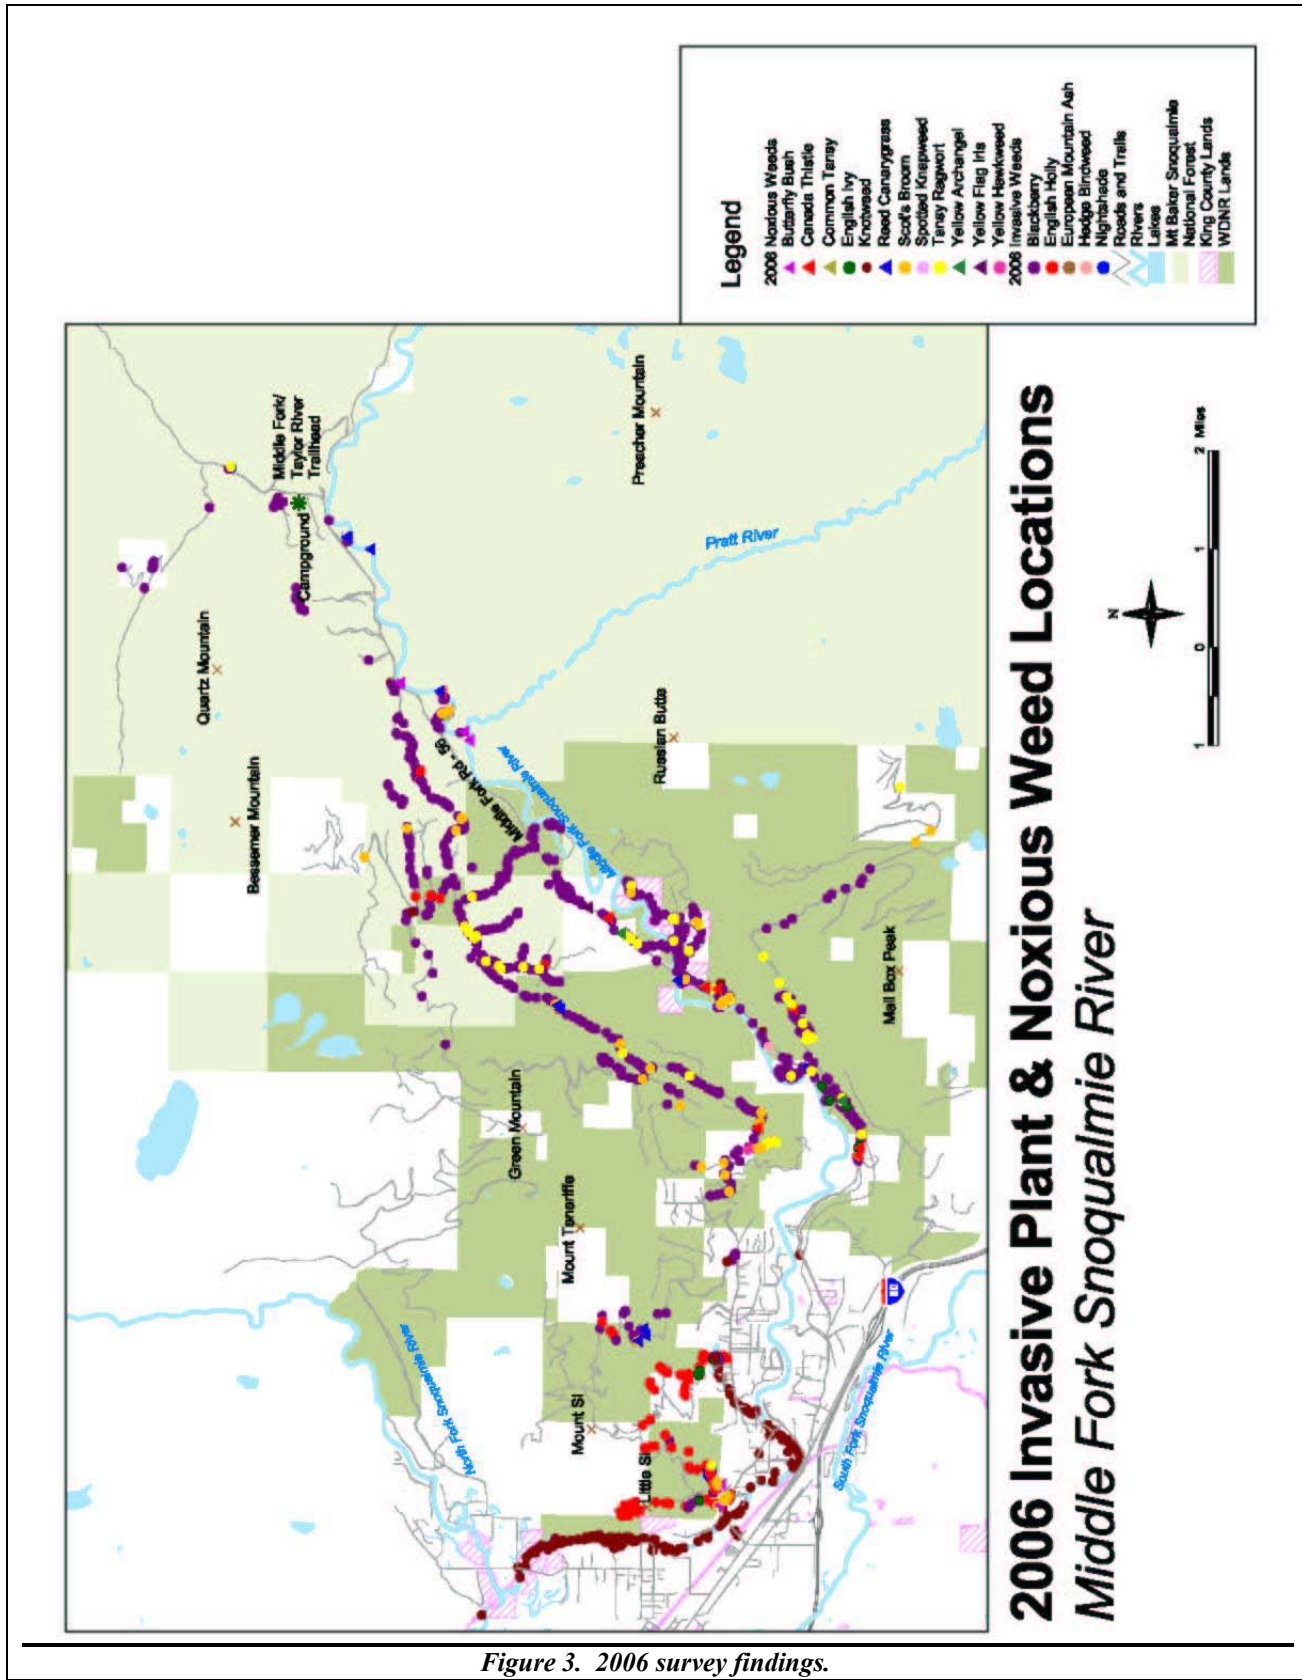 Legend
2006 Noxious Weeds
Butterfly Bush
Canada Thistle
Common Tansy
English Ivy
Knotweed
Reed Canarygrass
Scot's Broom
Spotted Knapweed
Tansy Ragwort
Yellow Archangel
Yellow Flag Iris
Yellow Hawkweed
2006 Invasive Weeds
Blackberry
English Holly
European Mountain Ash
Hedge Bindweed
Nightshade
Roads and Trails
Rivers
Lakes
Mt Baker Snoqualmie
National Forest
King County Lands
WDNR Lands
Middle Fork/
Taylor River
Trailhead
Campground
Quartz Mountain
Bessemer Mountain
Preacher Mountain
Pratt River
Russian Butte
Middle Fork Rd - 56
Middle Fork Snoqualmie River
Mail Box Peak
Green Mountain
Mount Teneriffe
North Fork Snoqualmie River
Mount Si
Little Si
South Fork Snoqualmie River
2006 Invasive Plant & Noxious Weed Locations
Middle Fork Snoqualmie River
N
1 0 1 2 Miles
Figure 3. 2006 survey findings.